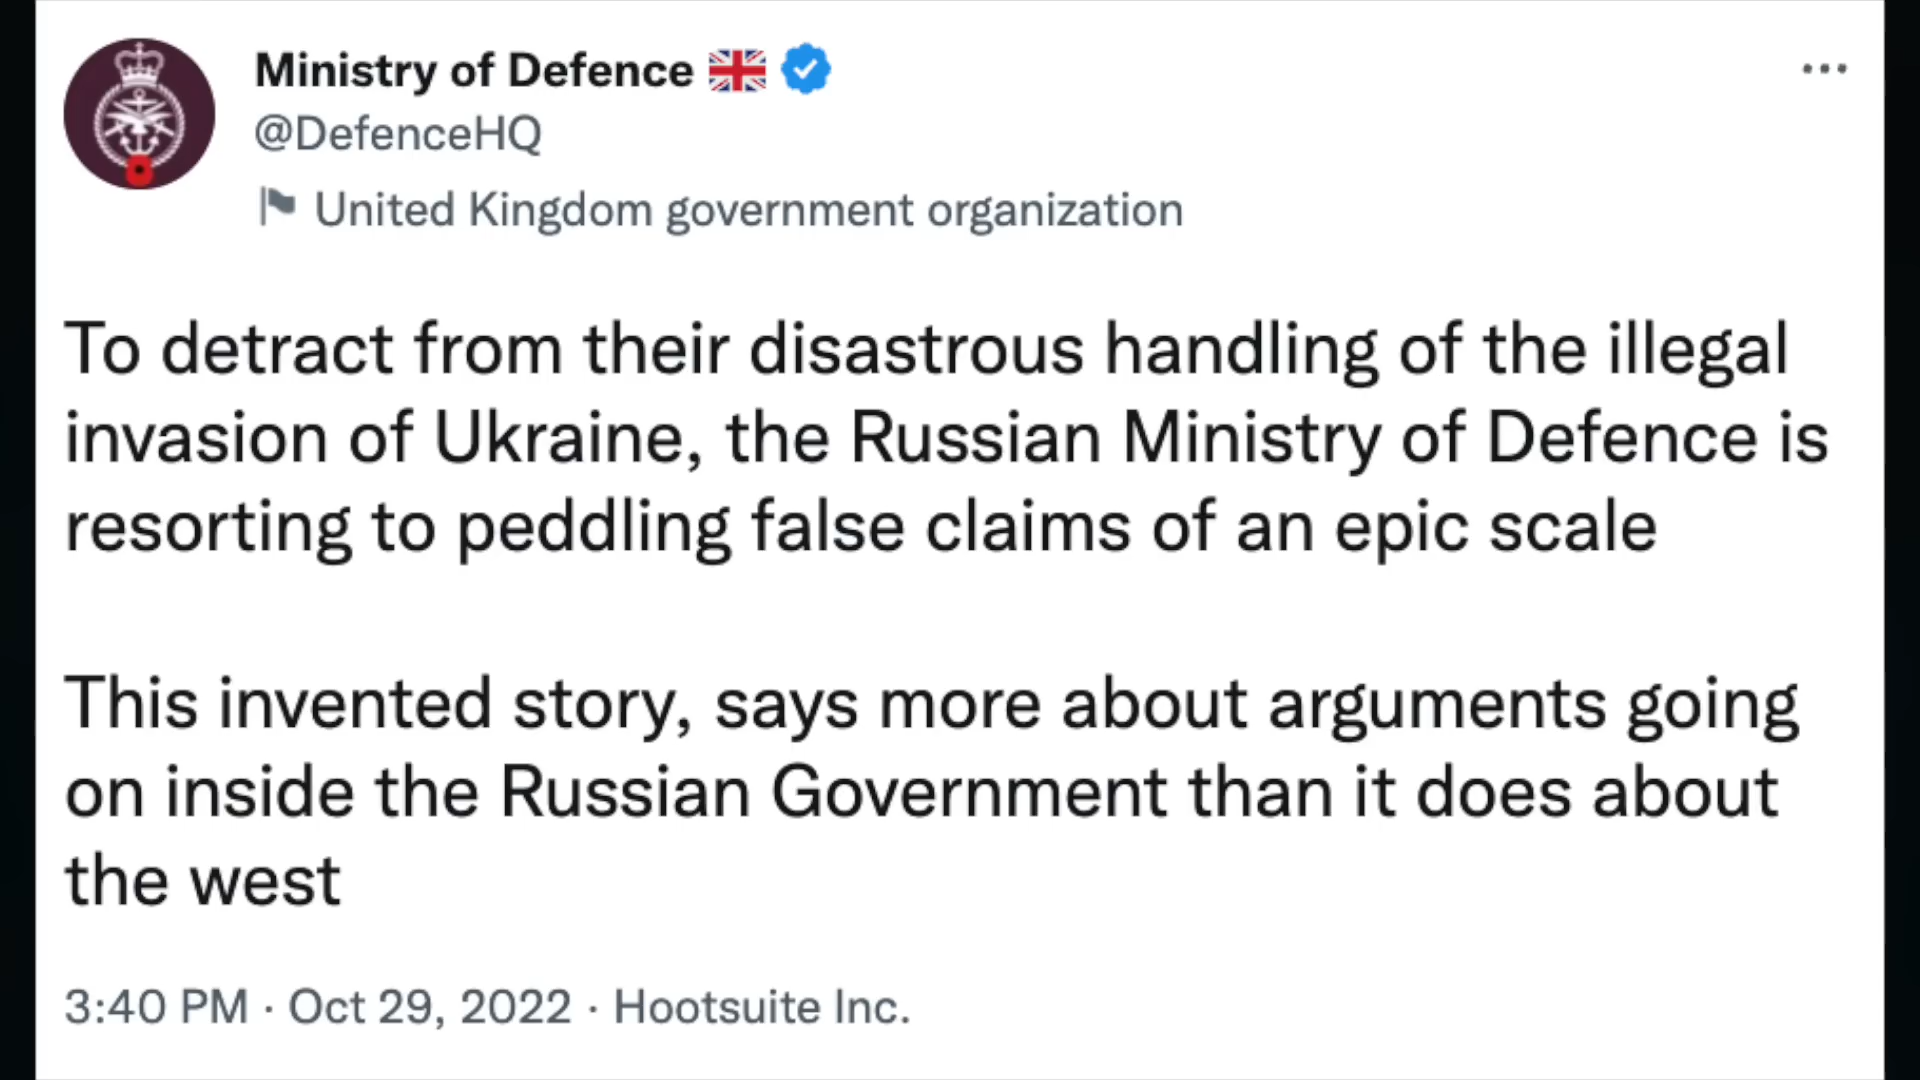 Ministry of Defence 🇬🇧
@DefenceHQ
United Kingdom government organization
To detract from their disastrous handling of the illegal
invasion of Ukraine, the Russian Ministry of Defence is
resorting to peddling false claims of an epic scale
This invented story, says more about arguments going
on inside the Russian Government than it does about
the west
3:40 PM · Oct 29, 2022 · Hootsuite Inc.